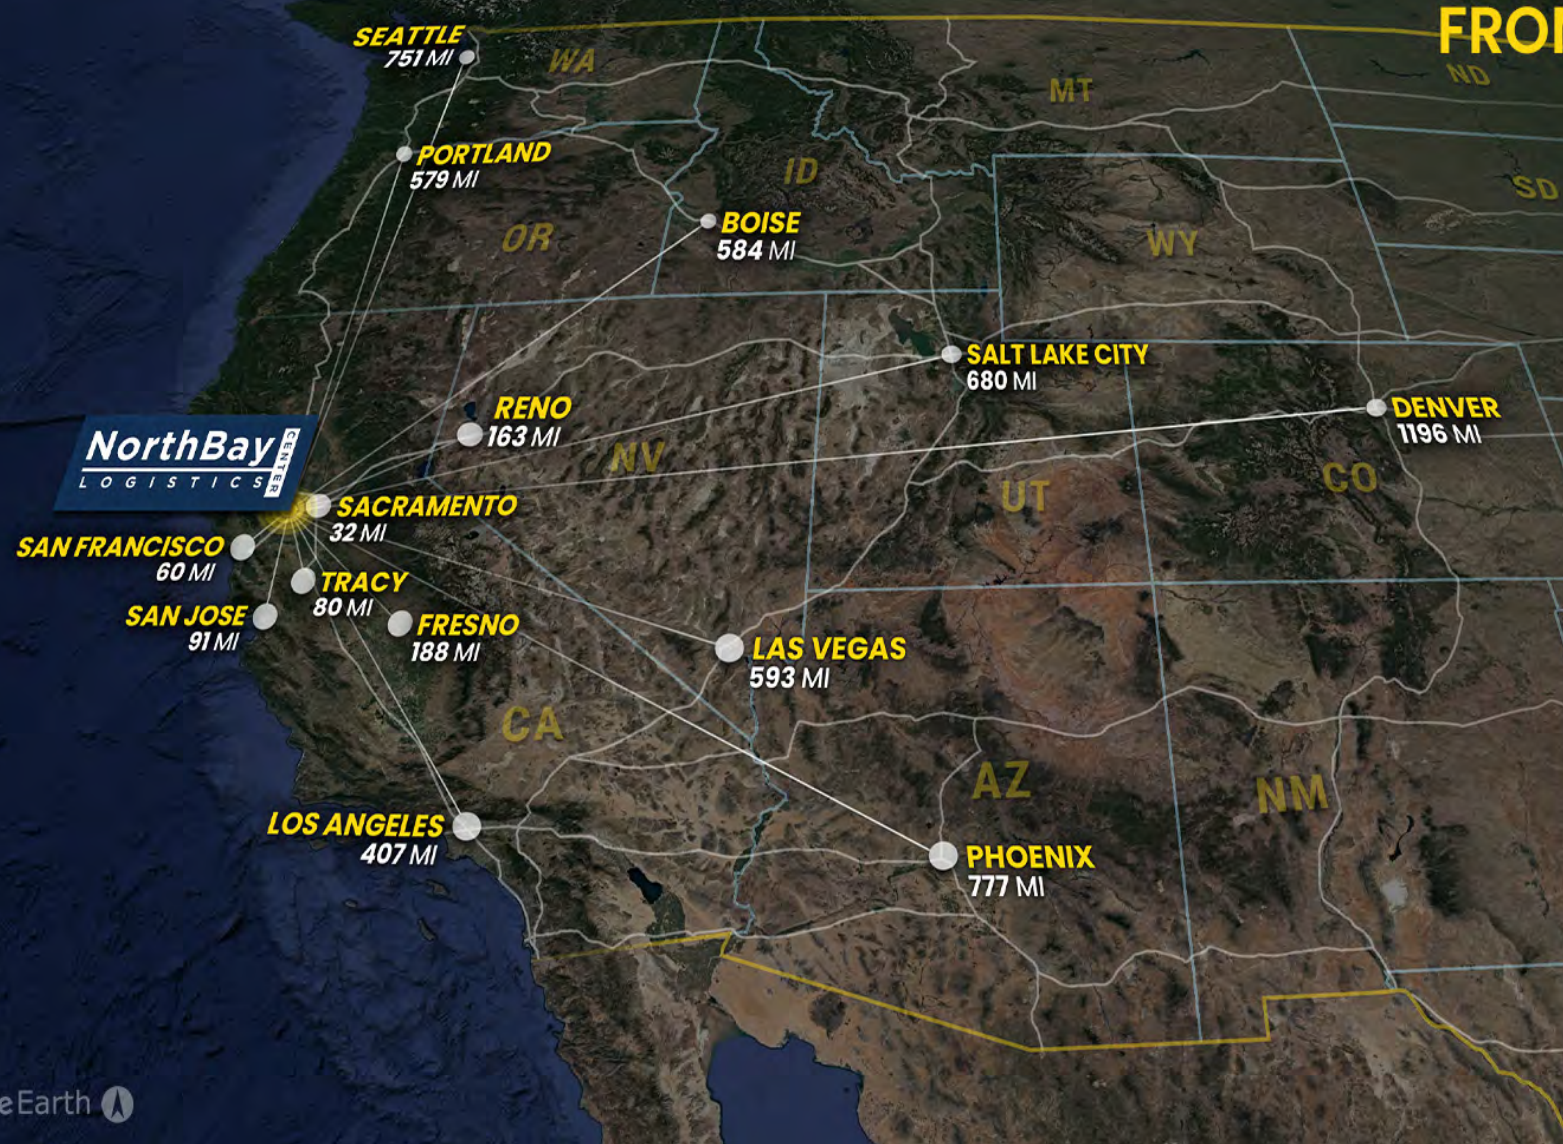 FRO
SEATTLE
751 MI
WA
MT
ND
PORTLAND
579 MI
ID
SD
BOISE
584 MI
OR
WY
SALT LAKE CITY
680 MI
RENO
163 MI
DENVER
1196 MI
NorthBay
LOGISTICS
CENTER
NV
UT
CO
SACRAMENTO
32 MI
SAN FRANCISCO
60 MI
TRACY
80 MI
SAN JOSE
91 MI
FRESNO
188 MI
LAS VEGAS
593 MI
CA
AZ
NM
LOS ANGELES
407 MI
PHOENIX
777 MI
e Earth